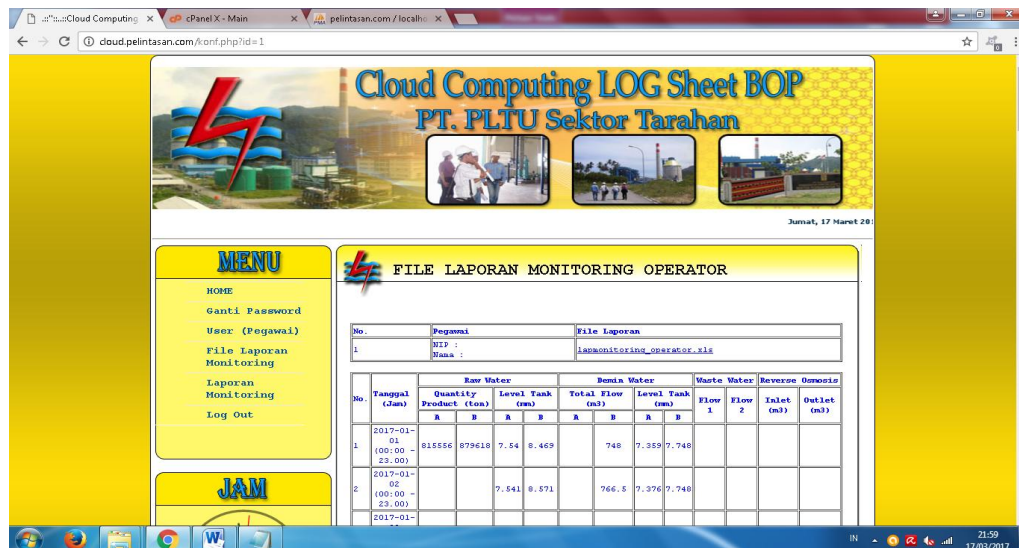 .::"::..::Cloud Computing
cPanel X - Main
pelintasan.com / localho
cloud.pelintasan.com/konf.php?id=1
Cloud Computing LOG Sheet BOP
PT. PLTU Sektor Tarahan
Jumat, 17 Maret 201
MENU
HOME
Ganti Password
User (Pegawai)
File Laporan
Monitoring
Laporan
Monitoring
Log Out
JAM
FILE LAPORAN MONITORING OPERATOR
No. Pegawai File Laporan
1 NIP : lapmonitoring_operator.xls
Nama :
No. Tanggal (Jam) Raw Water Demin Water Waste Water Reverse Osmosis
Quantity Product (ton) Level Tank (mm) Total Flow (m3) Level Tank (mm) Flow 1 Flow 2 Inlet (m3) Outlet (m3)
A B A B A B A B
1 2017-01-01 (00:00 - 23.00) 815556 879618 7.54 8.469 748 7.359 7.748
2 2017-01-02 (00:00 - 23.00) 7.541 8.571 766.5 7.376 7.748
2017-01-
IN
21:59
17/03/2017